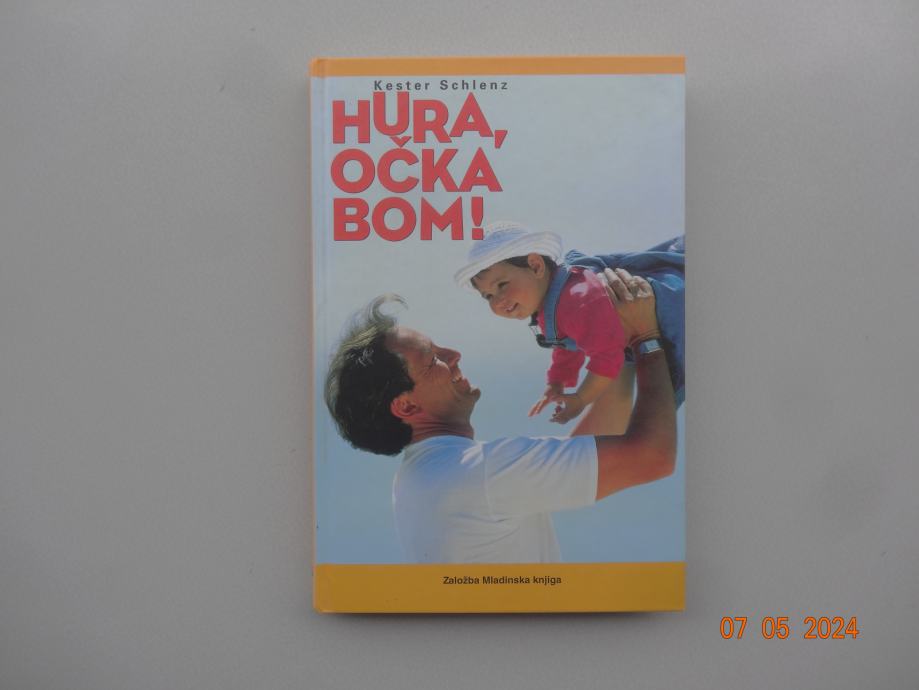 Kester Schlenz
HURA,
OČKA
BOM!
Založba Mladinska knjiga
07 05 2024